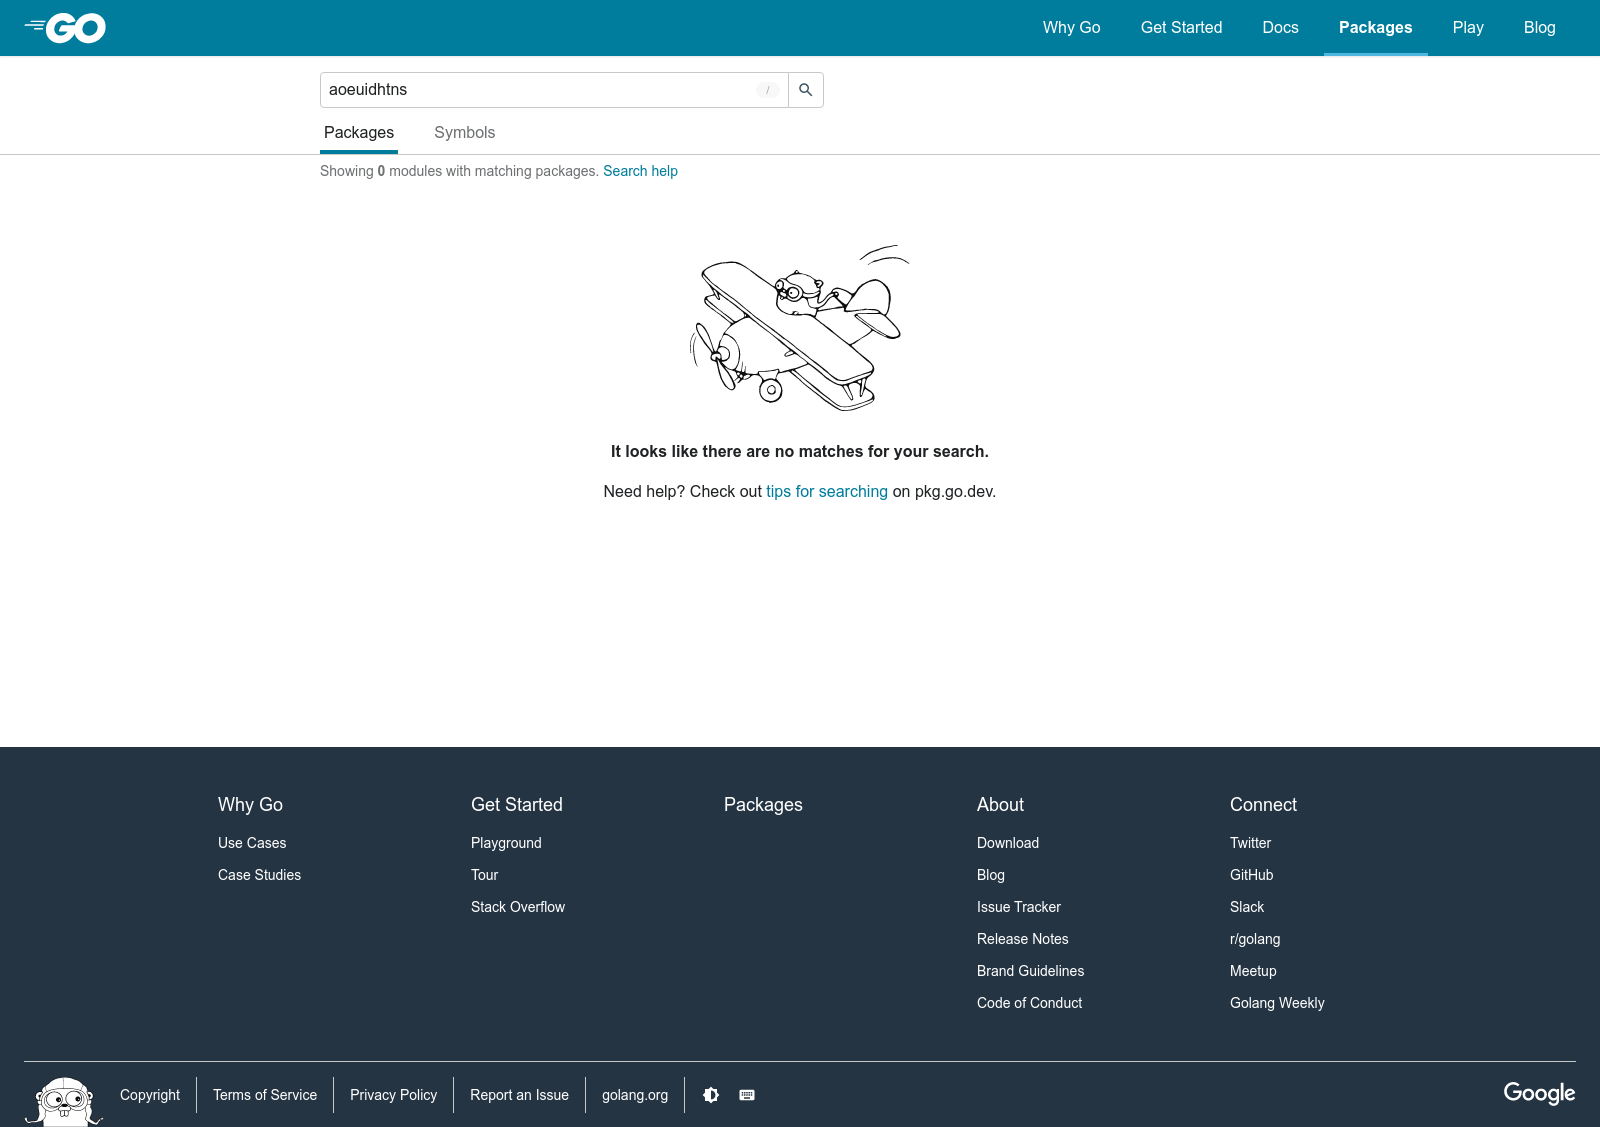 GO
Why Go
Get Started
Docs
Packages
Play
Blog
aoeuidhtns
/
Packages
Symbols
Showing 0 modules with matching packages. Search help
It looks like there are no matches for your search.
Need help? Check out tips for searching on pkg.go.dev.
Why Go
Use Cases
Case Studies
Get Started
Playground
Tour
Stack Overflow
Packages
About
Download
Blog
Issue Tracker
Release Notes
Brand Guidelines
Code of Conduct
Connect
Twitter
GitHub
Slack
r/golang
Meetup
Golang Weekly
Copyright
Terms of Service
Privacy Policy
Report an Issue
golang.org
Google